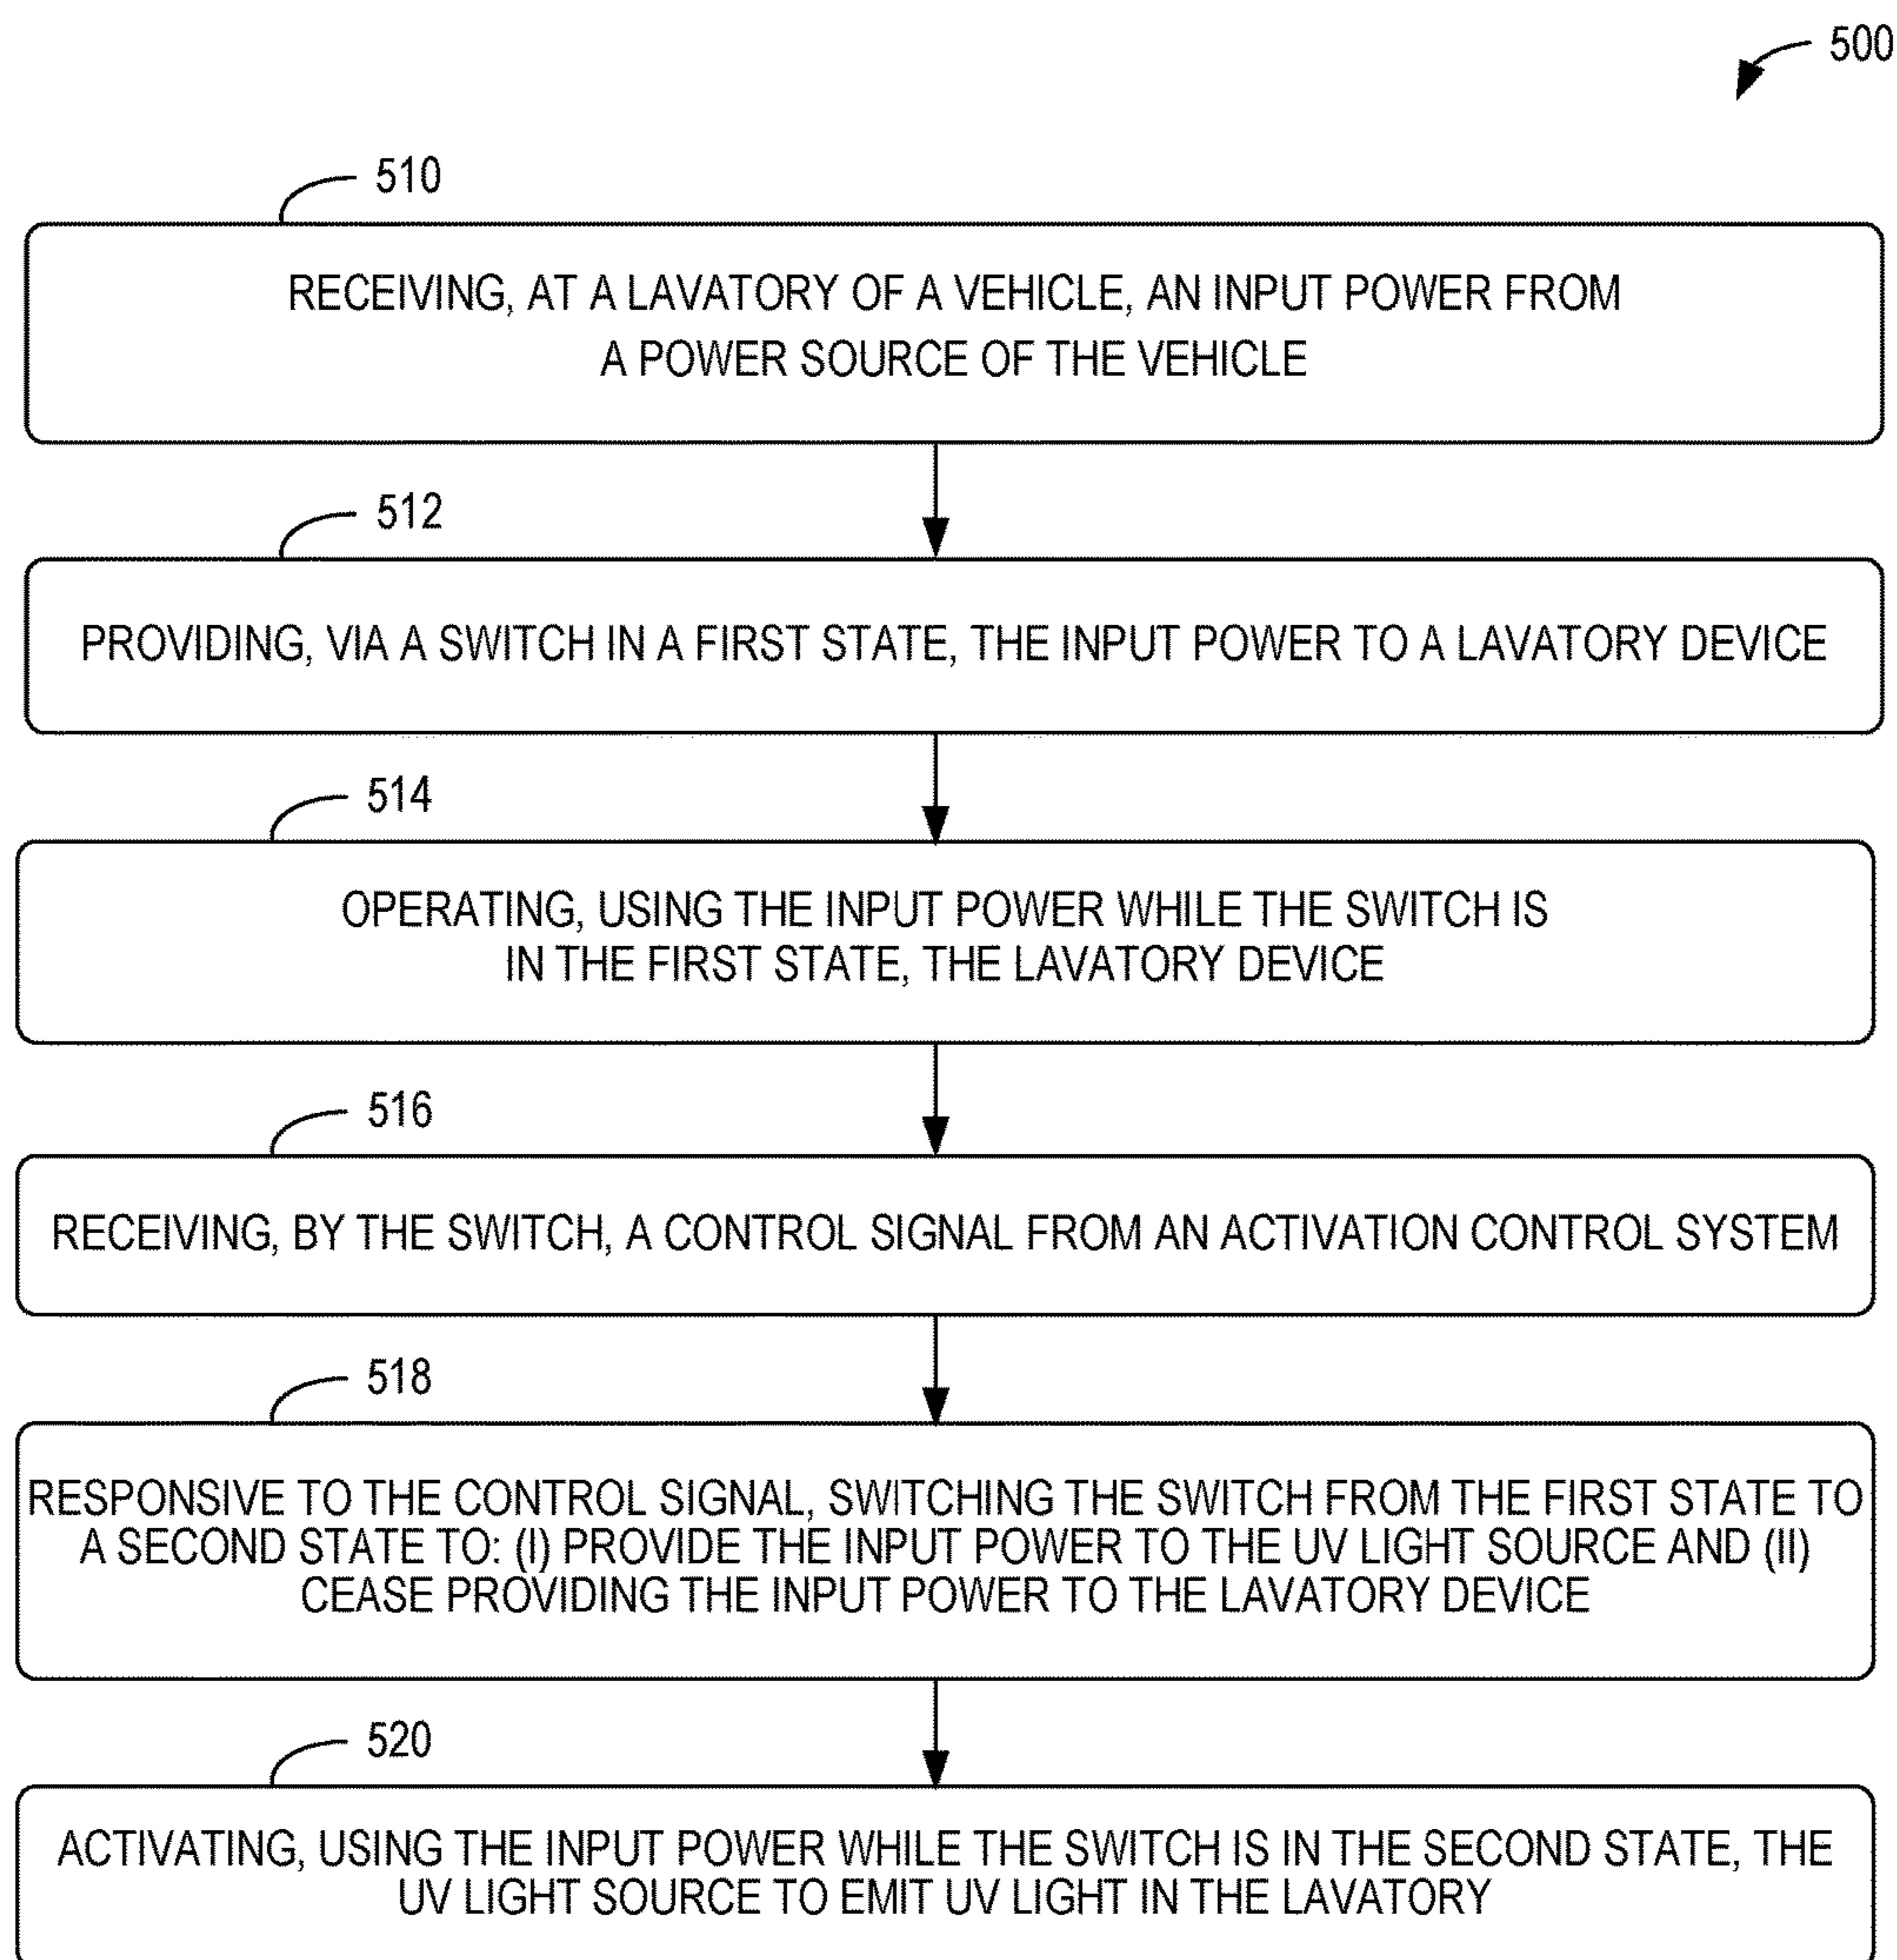 500
510
RECEIVING, AT A LAVATORY OF A VEHICLE, AN INPUT POWER FROM
A POWER SOURCE OF THE VEHICLE
512
PROVIDING, VIA A SWITCH IN A FIRST STATE, THE INPUT POWER TO A LAVATORY DEVICE
514
OPERATING, USING THE INPUT POWER WHILE THE SWITCH IS
IN THE FIRST STATE, THE LAVATORY DEVICE
516
RECEIVING, BY THE SWITCH, A CONTROL SIGNAL FROM AN ACTIVATION CONTROL SYSTEM
518
RESPONSIVE TO THE CONTROL SIGNAL, SWITCHING THE SWITCH FROM THE FIRST STATE TO
A SECOND STATE TO: (I) PROVIDE THE INPUT POWER TO THE UV LIGHT SOURCE AND (II)
CEASE PROVIDING THE INPUT POWER TO THE LAVATORY DEVICE
520
ACTIVATING, USING THE INPUT POWER WHILE THE SWITCH IS IN THE SECOND STATE, THE
UV LIGHT SOURCE TO EMIT UV LIGHT IN THE LAVATORY